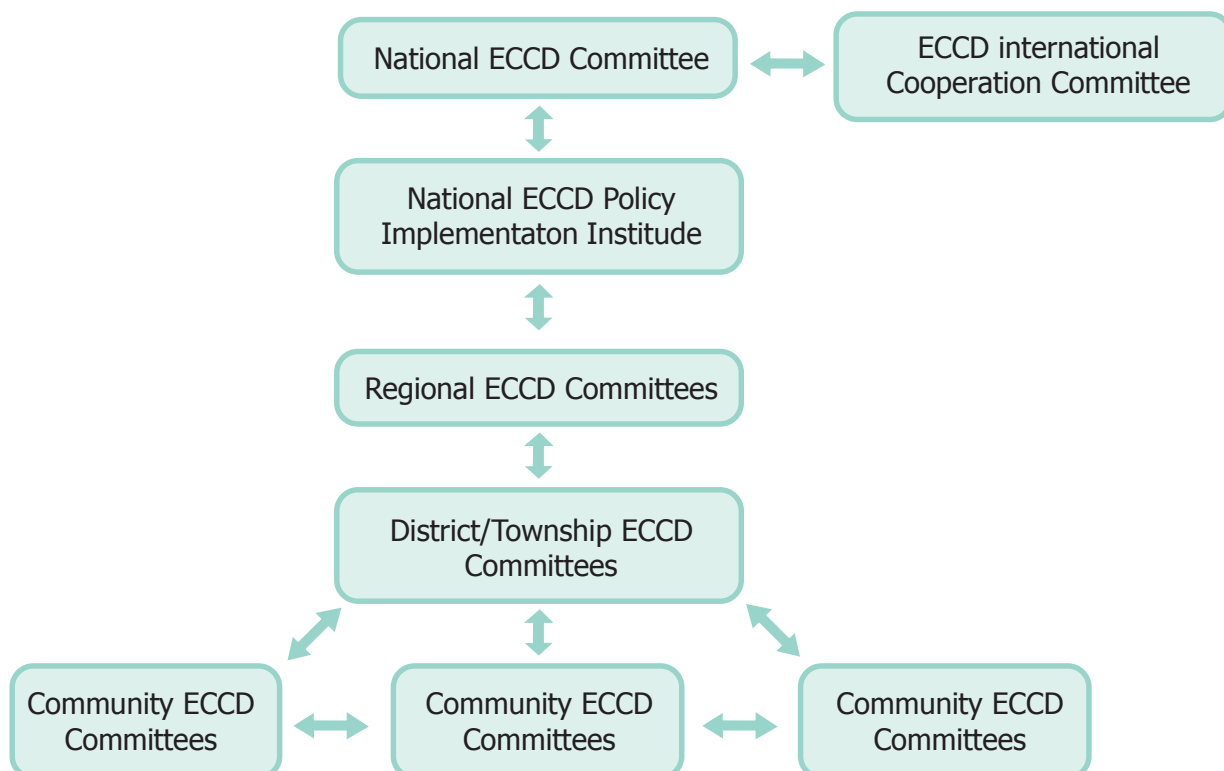 National ECCD Committee
ECCD international
Cooperation Committee
National ECCD Policy
Implementaton Institude
Regional ECCD Committees
District/Township ECCD
Committees
Community ECCD
Committees
Community ECCD
Committees
Community ECCD
Committees